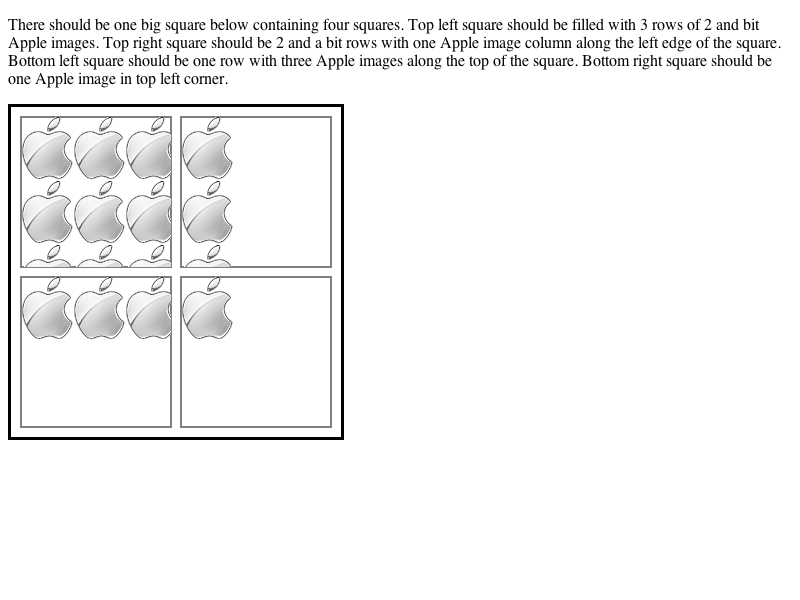 There should be one big square below containing four squares. Top left square should be filled with 3 rows of 2 and bit
Apple images. Top right square should be 2 and a bit rows with one Apple image column along the left edge of the square.
Bottom left square should be one row with three Apple images along the top of the square. Bottom right square should be
one Apple image in top left corner.